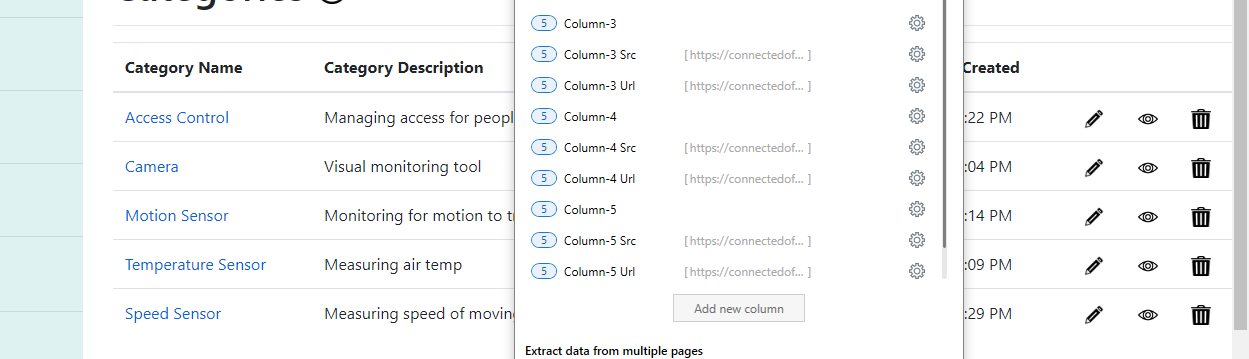 Categories
Category Name Category Description Created
Access Control Managing access for peopl :22 PM
Camera Visual monitoring tool :04 PM
Motion Sensor Monitoring for motion to t :14 PM
Temperature Sensor Measuring air temp :09 PM
Speed Sensor Measuring speed of movin :29 PM
5 Column-3
5 Column-3 Src [ https://connectedof... ]
5 Column-3 Url [ https://connectedof... ]
5 Column-4
5 Column-4 Src [ https://connectedof... ]
5 Column-4 Url [ https://connectedof... ]
5 Column-5
5 Column-5 Src [ https://connectedof... ]
5 Column-5 Url [ https://connectedof... ]
Add new column
Extract data from multiple pages